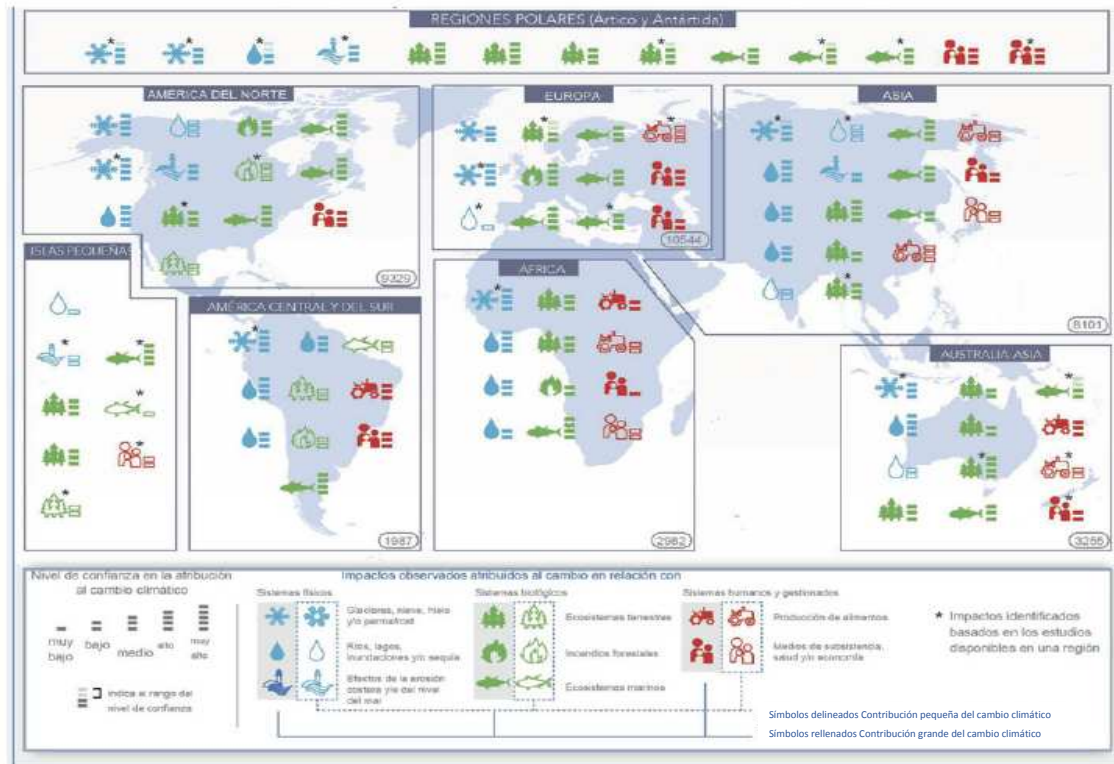 REGIONES POLARES (Ártico y Antártida)
AMÉRICA DEL NORTE
EUROPA
ASIA
10544
ISLAS PEQUEÑAS
9329
ÁFRICA
AMÉRICA CENTRAL Y DEL SUR
8101
AUSTRALIA ASIA
1987
2982
3255
Nivel de confianza en la atribución
al cambio climático
muy
bajo
bajo
medio
alto
muy
alto
indica el rango del
nivel de confianza
Impactos observados atribuidos al cambio en relación con
Sistemas físicos
Glaciares, nieve, hielo
y/o permafrost
Ríos, lagos,
inundaciones y/o sequía
Efectos de la erosión
costera y/o del nivel
del mar
Sistemas biológicos
Ecosistemas terrestres
Incendios forestales
Ecosistemas marinos
Sistemas humanos y gestionados
Producción de alimentos
Medios de subsistencia,
salud y/o economía
* Impactos identificados
basados en los estudios
disponibles en una región
Símbolos delineados Contribución pequeña del cambio climático
Símbolos rellenados Contribución grande del cambio climático